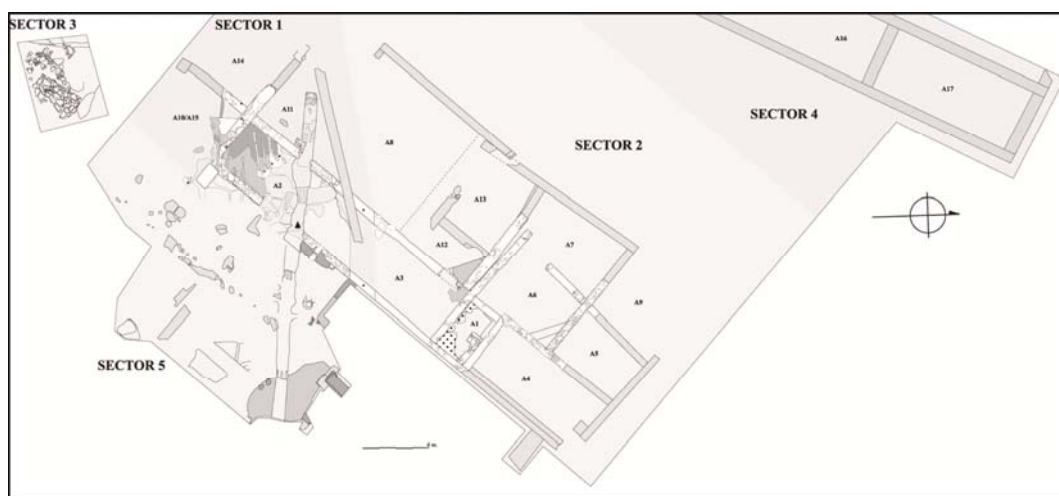 SECTOR 3
SECTOR 1
A14
A10/A15
A11
A2
A8
SECTOR 2
A13
A12
A3
A7
A6
A1
A9
A5
A4
SECTOR 4
A16
A17
SECTOR 5